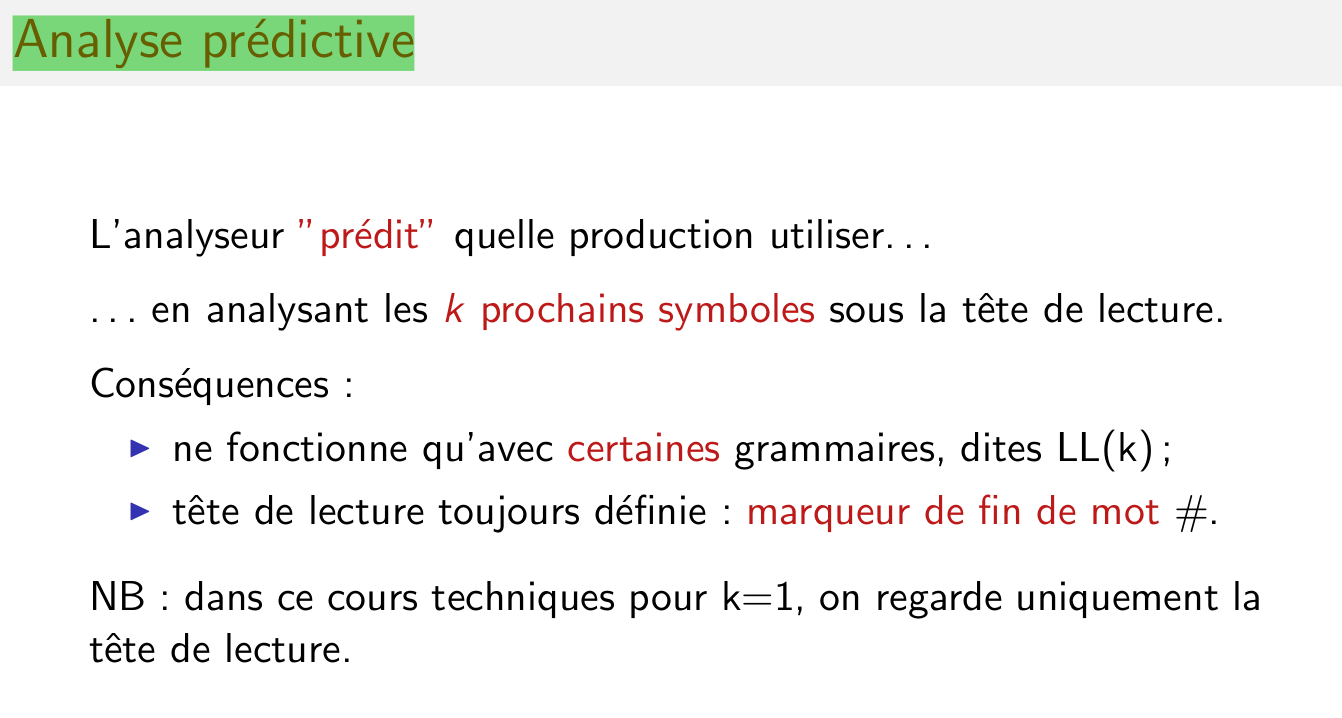 Analyse prédictive
L'analyseur "prédit" quelle production utiliser...
... en analysant les k prochains symboles sous la tête de lecture.
Conséquences :
▶ ne fonctionne qu'avec certaines grammaires, dites LL(k) ;
▶ tête de lecture toujours définie : marqueur de fin de mot #.
NB : dans ce cours techniques pour k=1, on regarde uniquement la
tête de lecture.